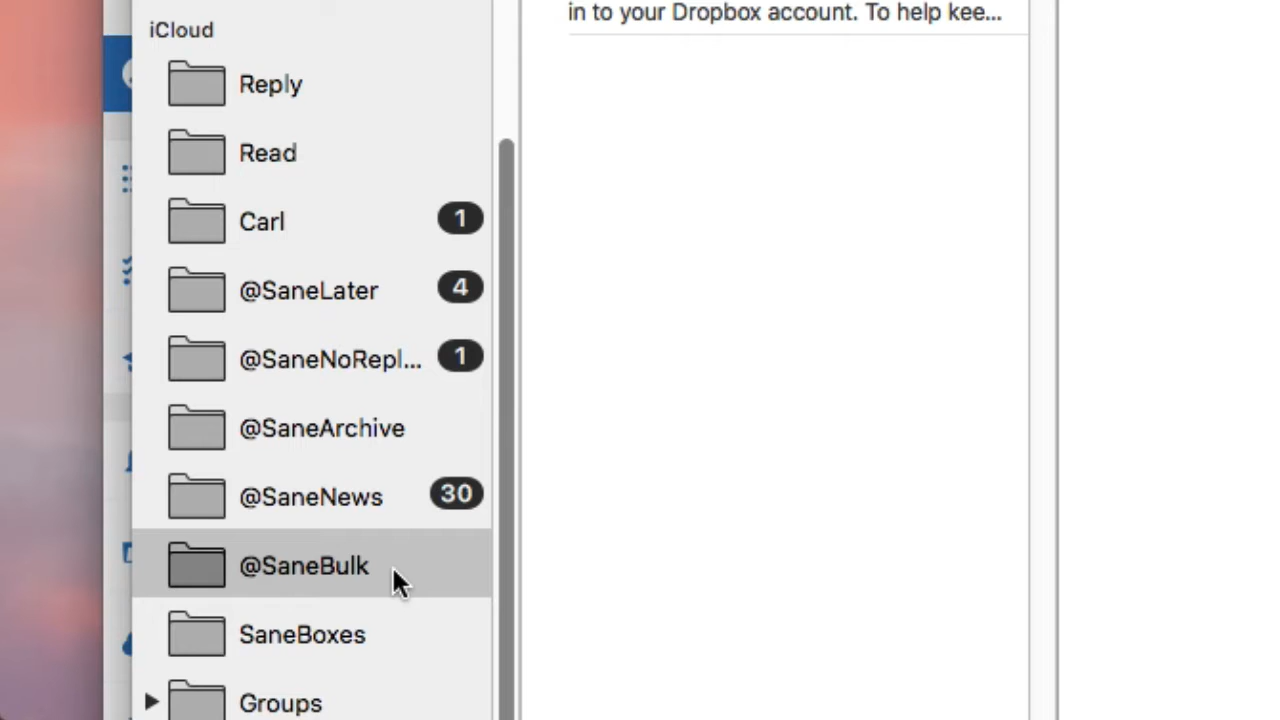 iCloud
in to your Dropbox account. To help kee...
Reply
Read
Carl 1
@SaneLater 4
@SaneNoRepl... 1
@SaneArchive
@SaneNews 30
@SaneBulk
SaneBoxes
Groups